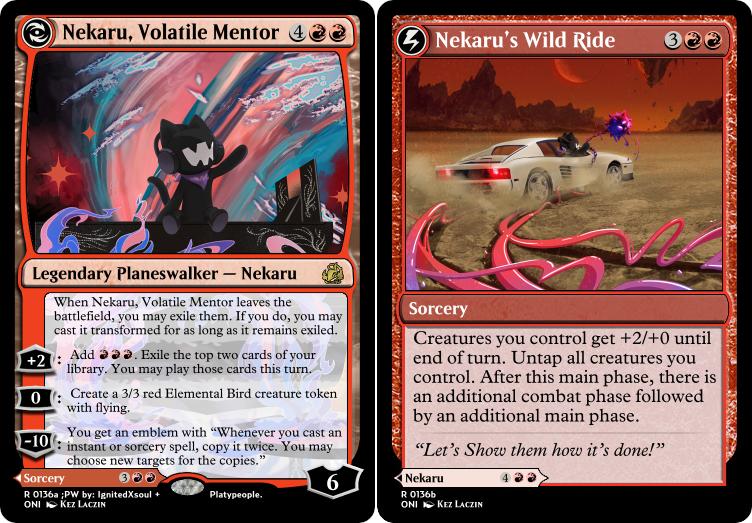 Nekaru, Volatile Mentor 4
Legendary Planeswalker — Nekaru
When Nekaru, Volatile Mentor leaves the
battlefield, you may exile them. If you do, you may
cast it transformed for as long as it remains exiled.
+2: Add. Exile the top two cards of your
library. You may play those cards this turn.
0: Create a 3/3 red Elemental Bird creature token
with flying.
-10: You get an emblem with “Whenever you cast an
instant or sorcery spell, copy it twice. You may
choose new targets for the copies.”
Sorcery 3
6
R 0136a ;PW by: IgnitedXsoul + Platypeople.
ONI Kez Laczin
Nekaru's Wild Ride 3
Sorcery
Creatures you control get +2/+0 until
end of turn. Untap all creatures you
control. After this main phase, there is
an additional combat phase followed
by an additional main phase.
“Let's Show them how it's done!”
Nekaru 4
R 0136b
ONI Kez Laczin